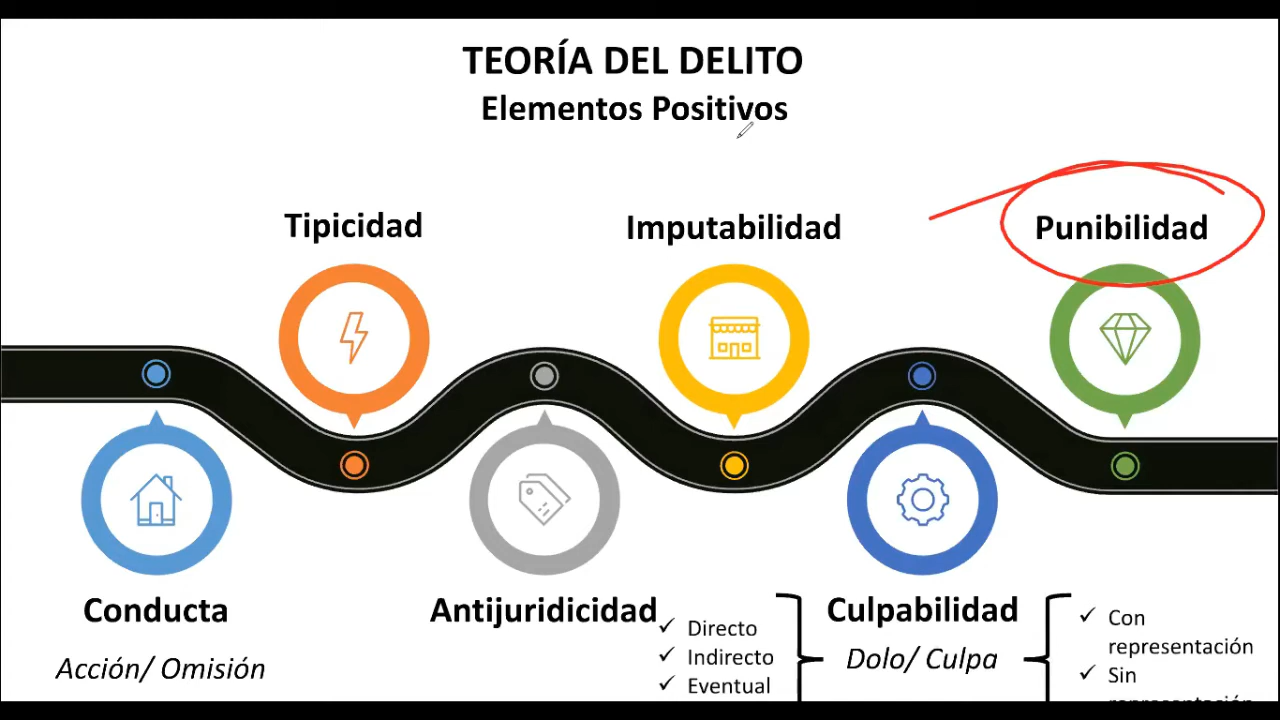 TEORÍA DEL DELITO
Elementos Positivos
Tipicidad
Imputabilidad
Punibilidad
Conducta
Acción/ Omisión
Antijuridicidad
✓ Directo
✓ Indirecto
✓ Eventual
Culpabilidad
Dolo/ Culpa
✓ Con
representación
✓ Sin
representación